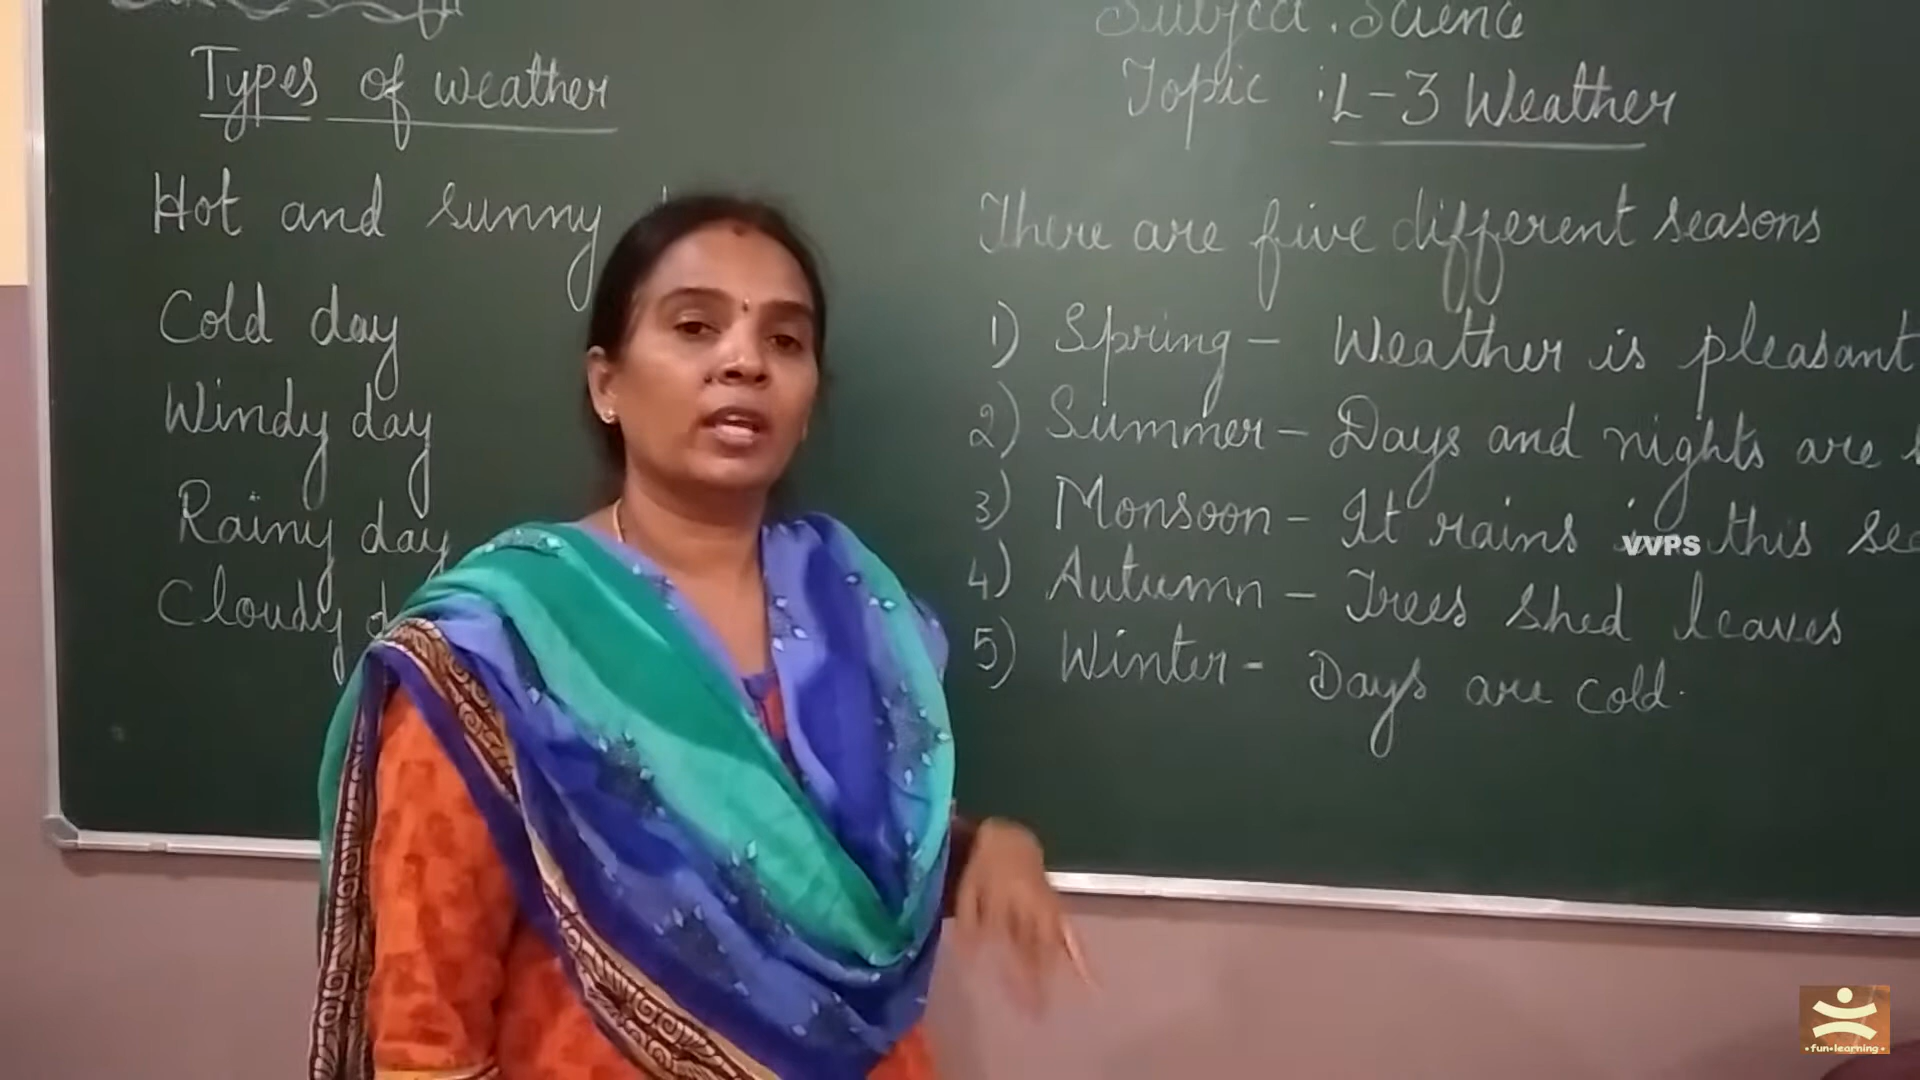 Types of weather
Hot and sunny
Cold day
Windy day
Rainy day
Cloudy
Subject : Science
Topic : L-3 Weather
There are five different seasons
1) Spring - Weather is pleasant
2) Summer - Days and nights are
3) Monsoon - It rains in this
4) Autumn - Trees shed leaves
5) Winter - Days are cold.
VVPS
•fun•learning•